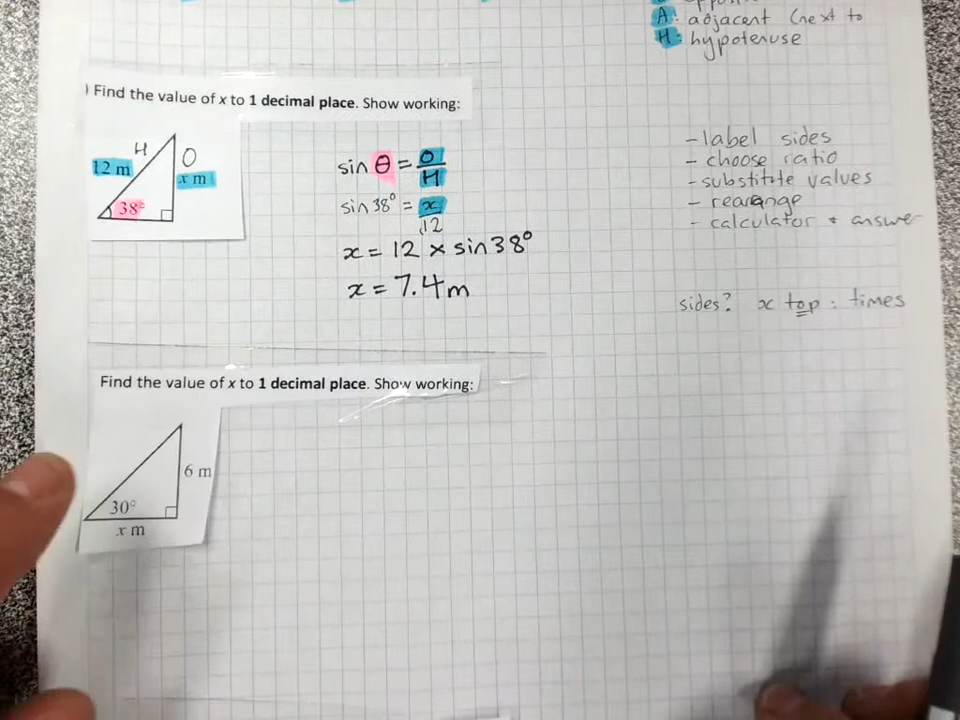 A: adjacent (next to
H: hypotenuse
) Find the value of x to 1 decimal place. Show working:
H
O
12 m
x m
38°
sin θ = O/H
sin 38° = x/12
x = 12 × sin 38°
x = 7.4 m
- label sides
- choose ratio
- substitute values
- rearange
- calculator + answer
sides? x top : times
Find the value of x to 1 decimal place. Show working:
6 m
30°
x m